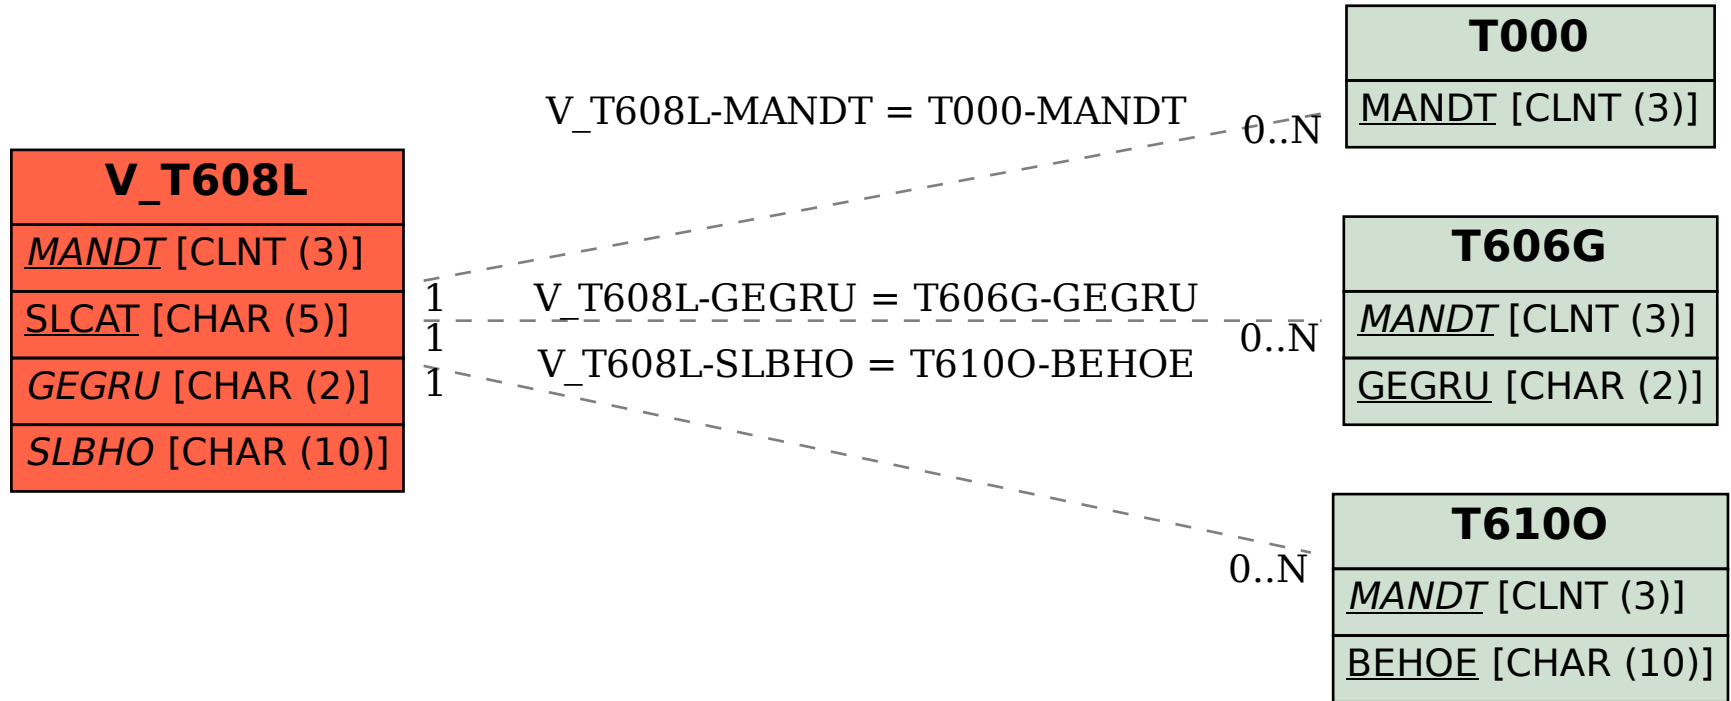 V_T608L
MANDT [CLNT (3)]
SLCAT [CHAR (5)]
GEGRU [CHAR (2)]
SLBHO [CHAR (10)]
V_T608L-MANDT = T000-MANDT
0..N
1
V_T608L-GEGRU = T606G-GEGRU
1
0..N
V_T608L-SLBHO = T610O-BEHOE
1
0..N
T000
MANDT [CLNT (3)]
T606G
MANDT [CLNT (3)]
GEGRU [CHAR (2)]
T610O
MANDT [CLNT (3)]
BEHOE [CHAR (10)]